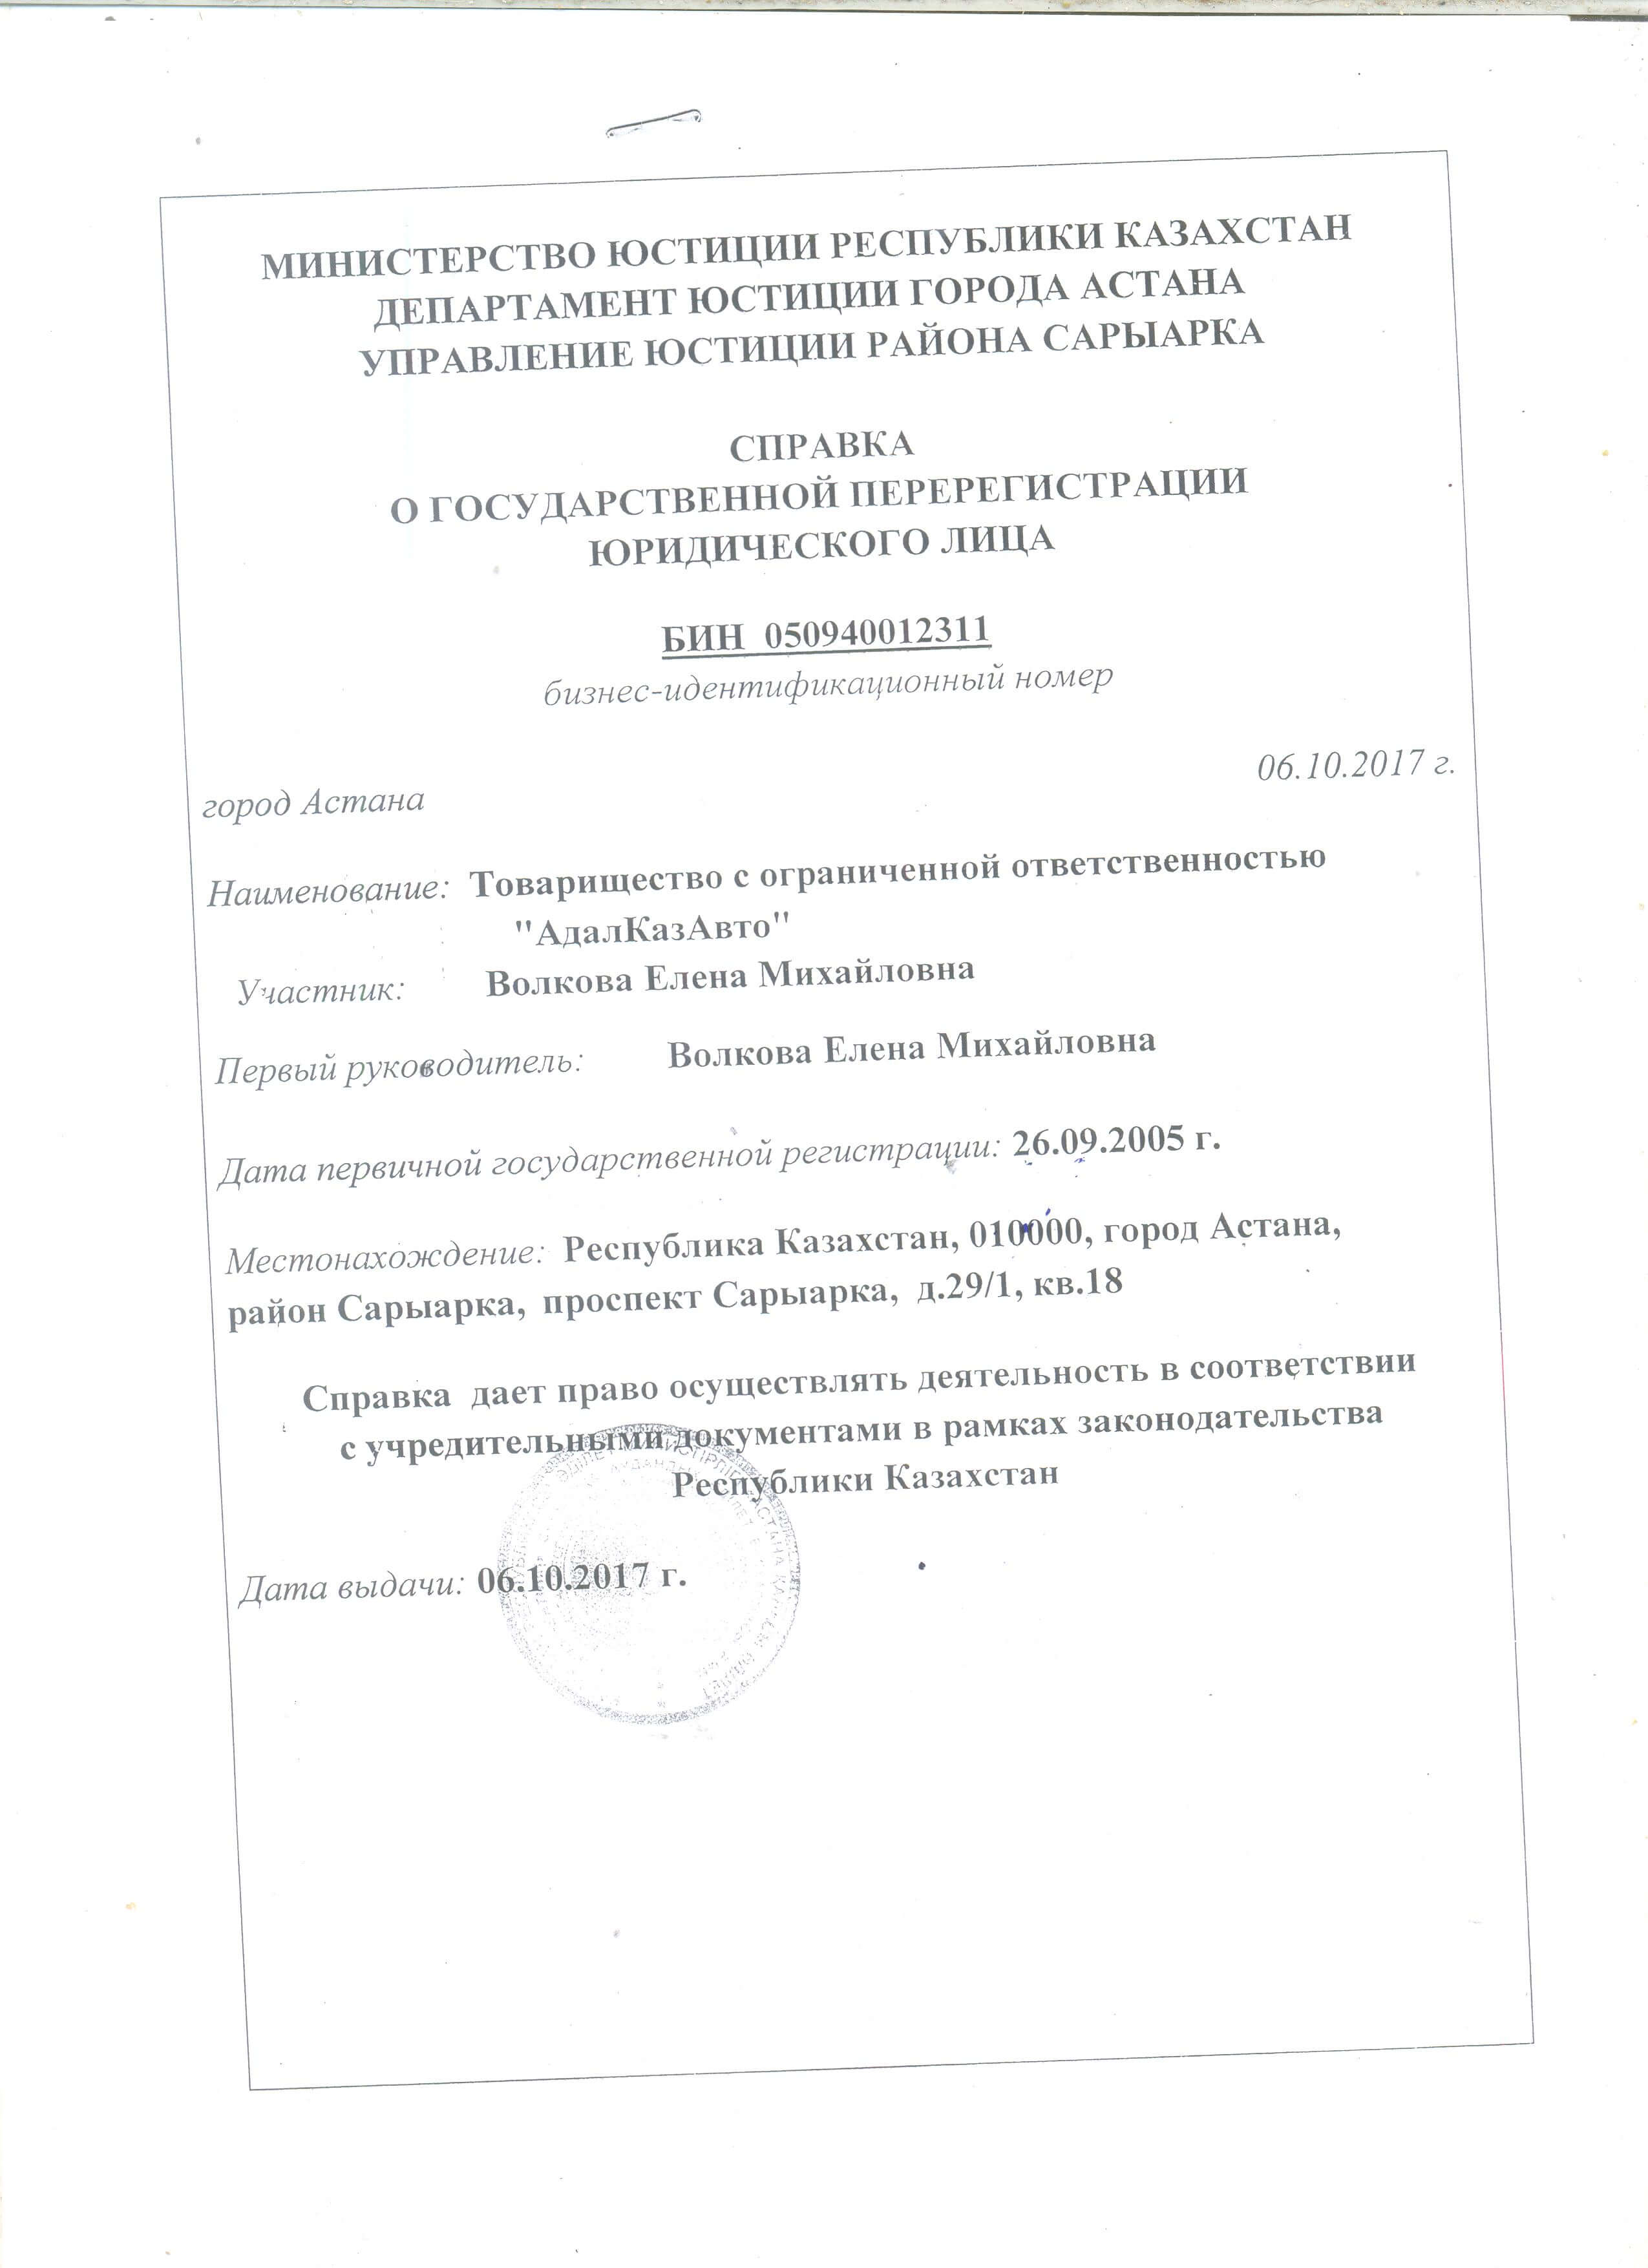 МИНИСТЕРСТВО ЮСТИЦИИ РЕСПУБЛИКИ КАЗАХСТАН
ДЕПАРТАМЕНТ ЮСТИЦИИ ГОРОДА АСТАНА
УПРАВЛЕНИЕ ЮСТИЦИИ РАЙОНА САРЫАРКА
СПРАВКА
О ГОСУДАРСТВЕННОЙ ПЕРЕРЕГИСТРАЦИИ
ЮРИДИЧЕСКОГО ЛИЦА
БИН 050940012311
бизнес-идентификационный номер
город Астана 06.10.2017 г.
Наименование: Товарищество с ограниченной ответственностью
"АдалКазАвто"
Участник: Волкова Елена Михайловна
Первый руководитель: Волкова Елена Михайловна
Дата первичной государственной регистрации: 26.09.2005 г.
Местонахождение: Республика Казахстан, 010000, город Астана,
район Сарыарка, проспект Сарыарка, д.29/1, кв.18
Справка дает право осуществлять деятельность в соответствии
с учредительными документами в рамках законодательства
Республики Казахстан
Дата выдачи: 06.10.2017 г.